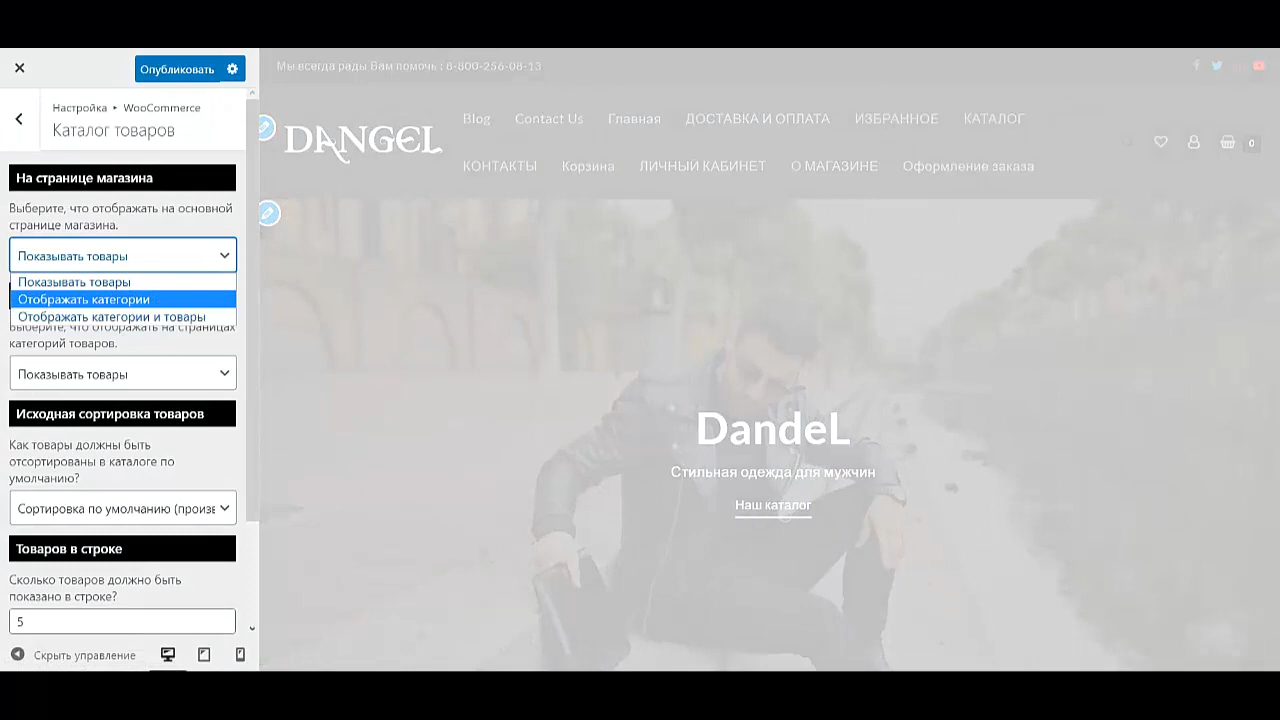 Опубликовать
Настройка • WooCommerce
Каталог товаров
На странице магазина
Выберите, что отображать на основной
странице магазина.
Показывать товары
Показывать товары
Отображать категории
Отображать категории и товары
Выберите, что отображать на страницах
категорий товаров.
Показывать товары
Исходная сортировка товаров
Как товары должны быть
отсортированы в каталоге по
умолчанию?
Сортировка по умолчанию (произв
Товаров в строке
Сколько товаров должно быть
показано в строке?
5
Скрыть управление
Мы всегда рады Вам помочь : 8-800-256-08-13
DANGEL
Blog Contact Us Главная ДОСТАВКА И ОПЛАТА ИЗБРАННОЕ КАТАЛОГ
КОНТАКТЫ Корзина ЛИЧНЫЙ КАБИНЕТ О МАГАЗИНЕ Оформление заказа
0
DandeL
Стильная одежда для мужчин
Наш каталог